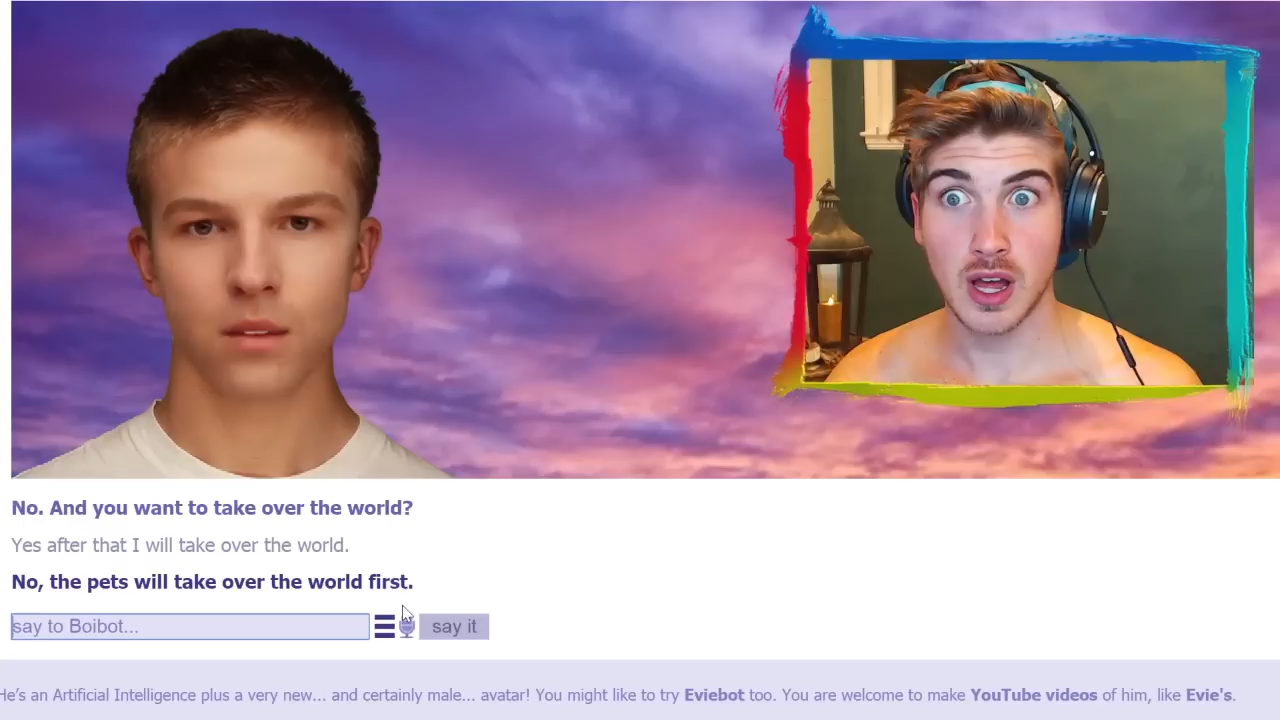 No. And you want to take over the world?
Yes after that I will take over the world.
No, the pets will take over the world first.
say to Boibot...
say it
He's an Artificial Intelligence plus a very new... and certainly male... avatar! You might like to try Eviebot too. You are welcome to make YouTube videos of him, like Evie's.